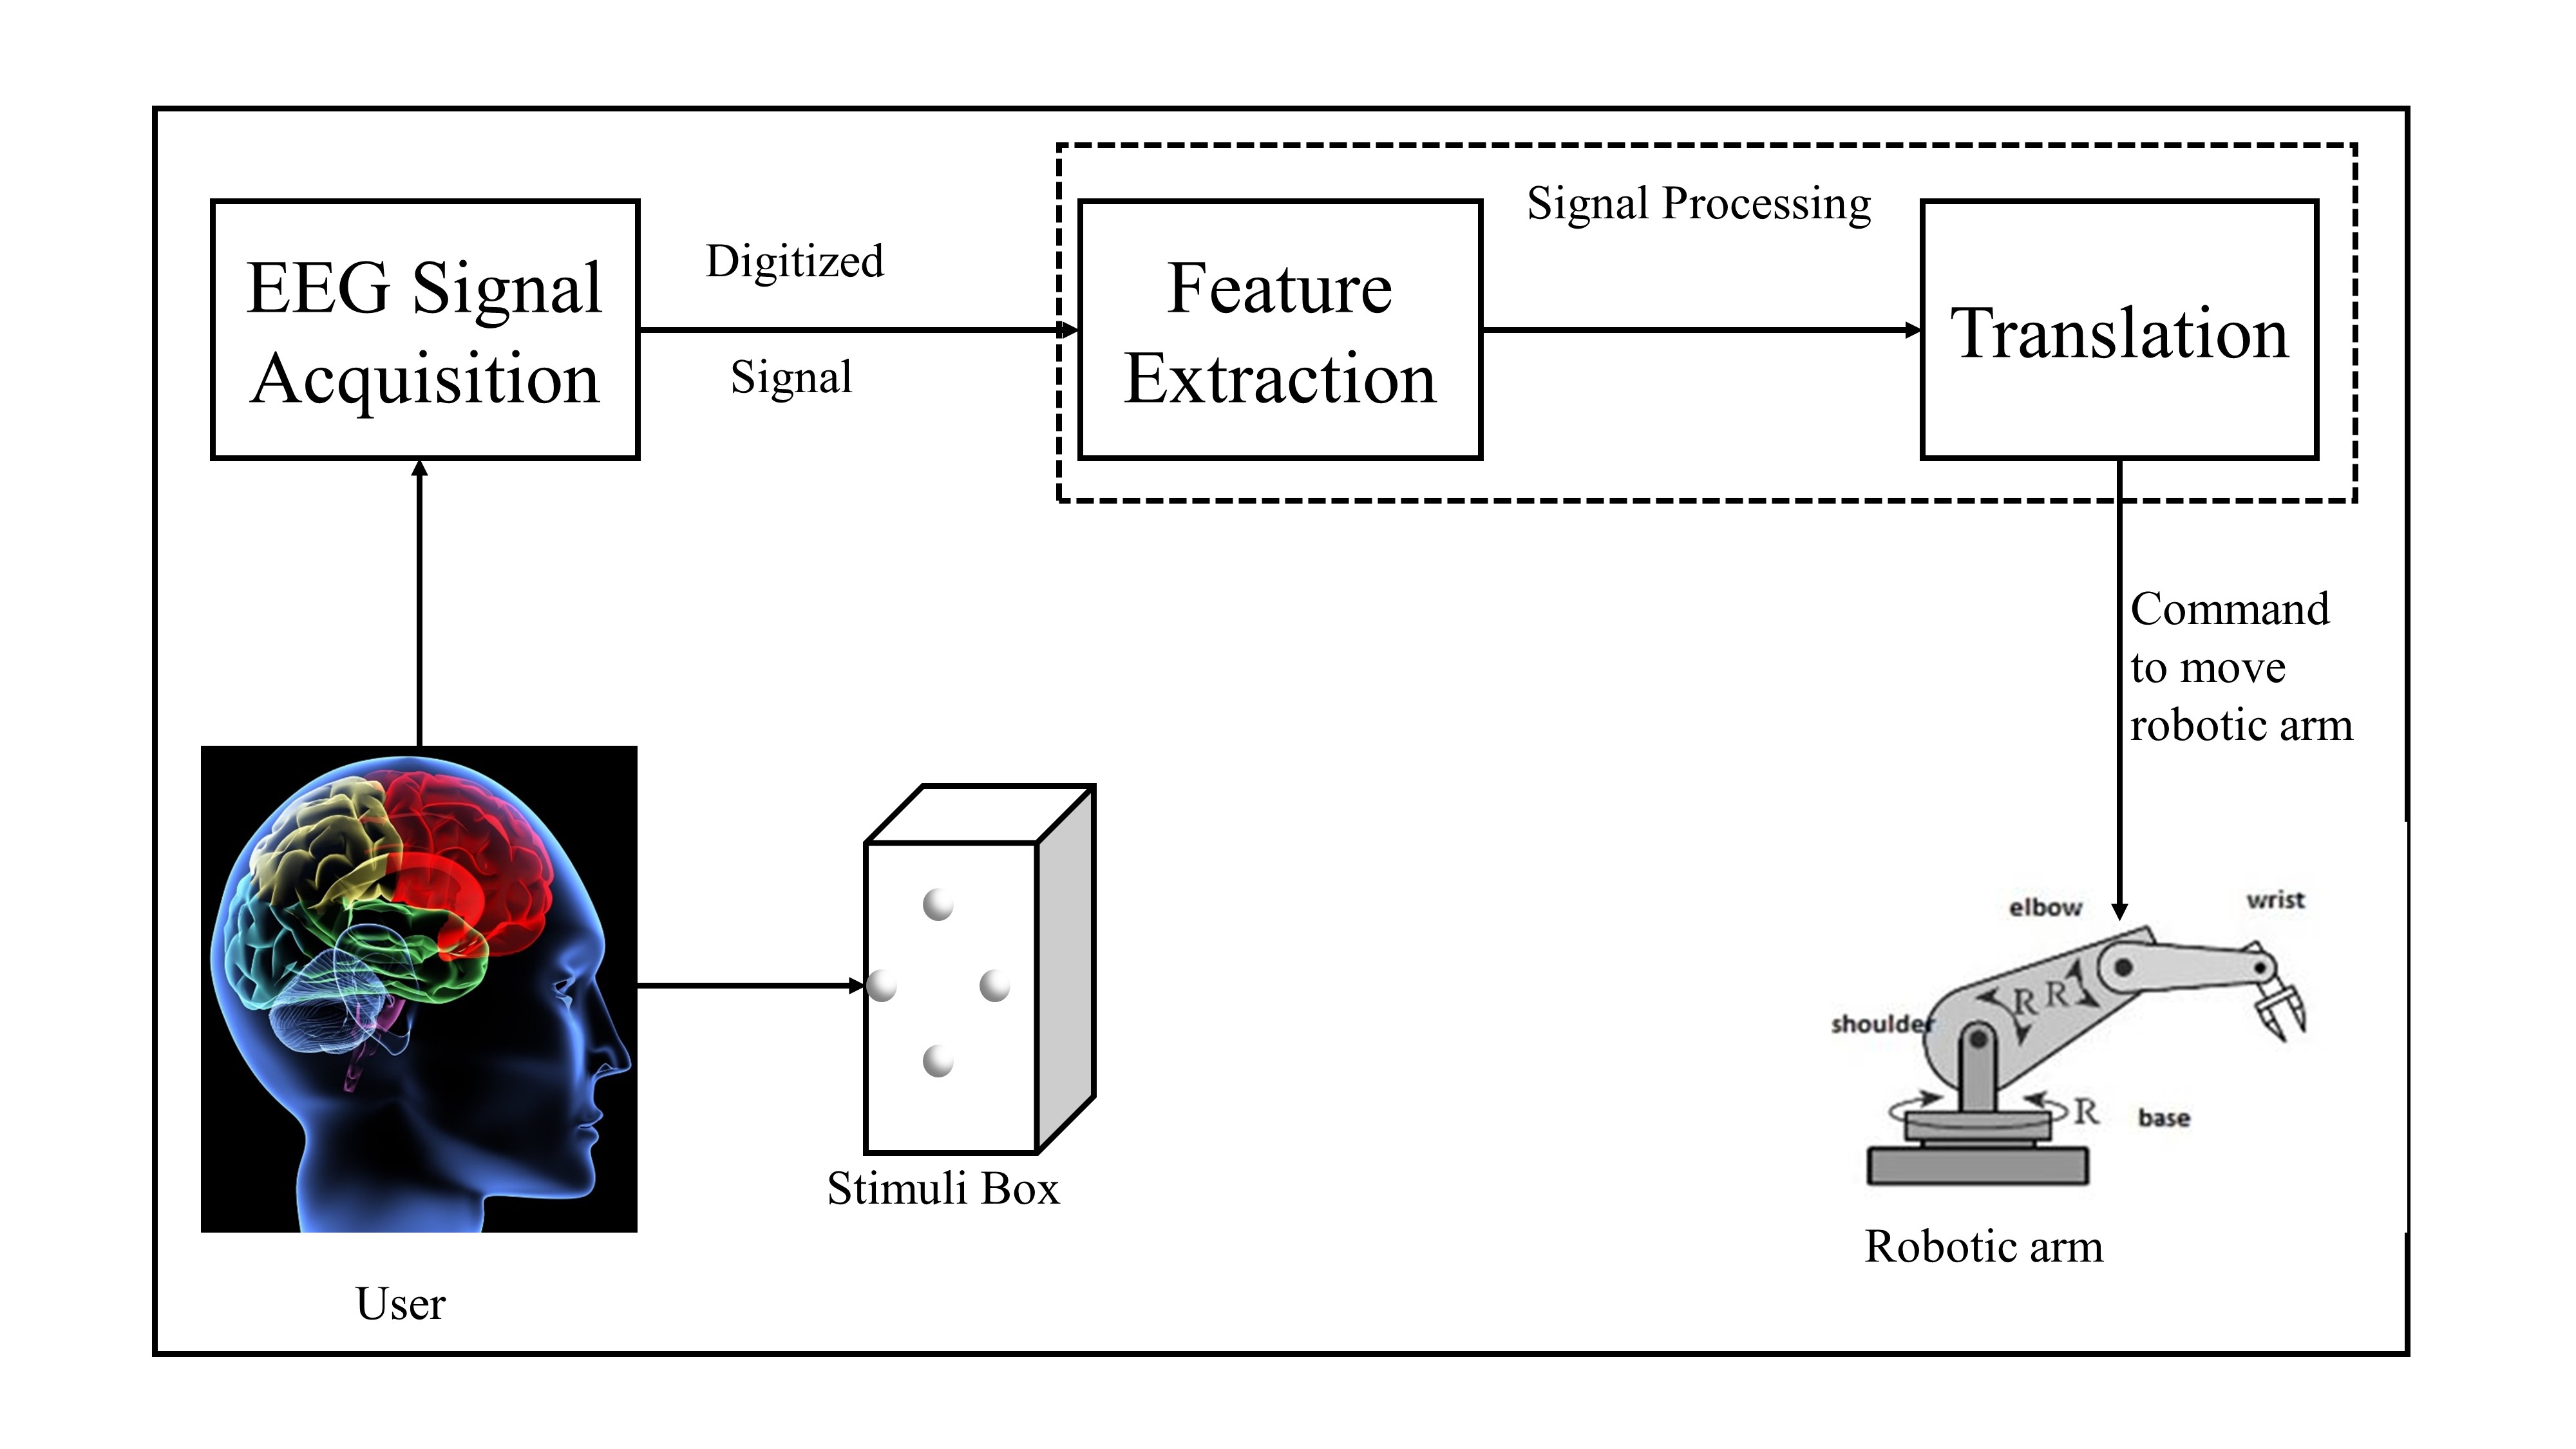 EEG Signal
Acquisition
Digitized
Signal
Feature
Extraction
Signal Processing
Translation
Command
to move
robotic arm
User
Stimuli Box
elbow
wrist
R R
shoulder
R
base
Robotic arm